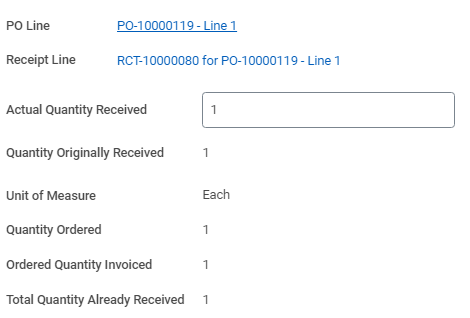 PO Line PO-10000119 - Line 1
Receipt Line RCT-10000080 for PO-10000119 - Line 1
Actual Quantity Received 1
Quantity Originally Received 1
Unit of Measure Each
Quantity Ordered 1
Ordered Quantity Invoiced 1
Total Quantity Already Received 1